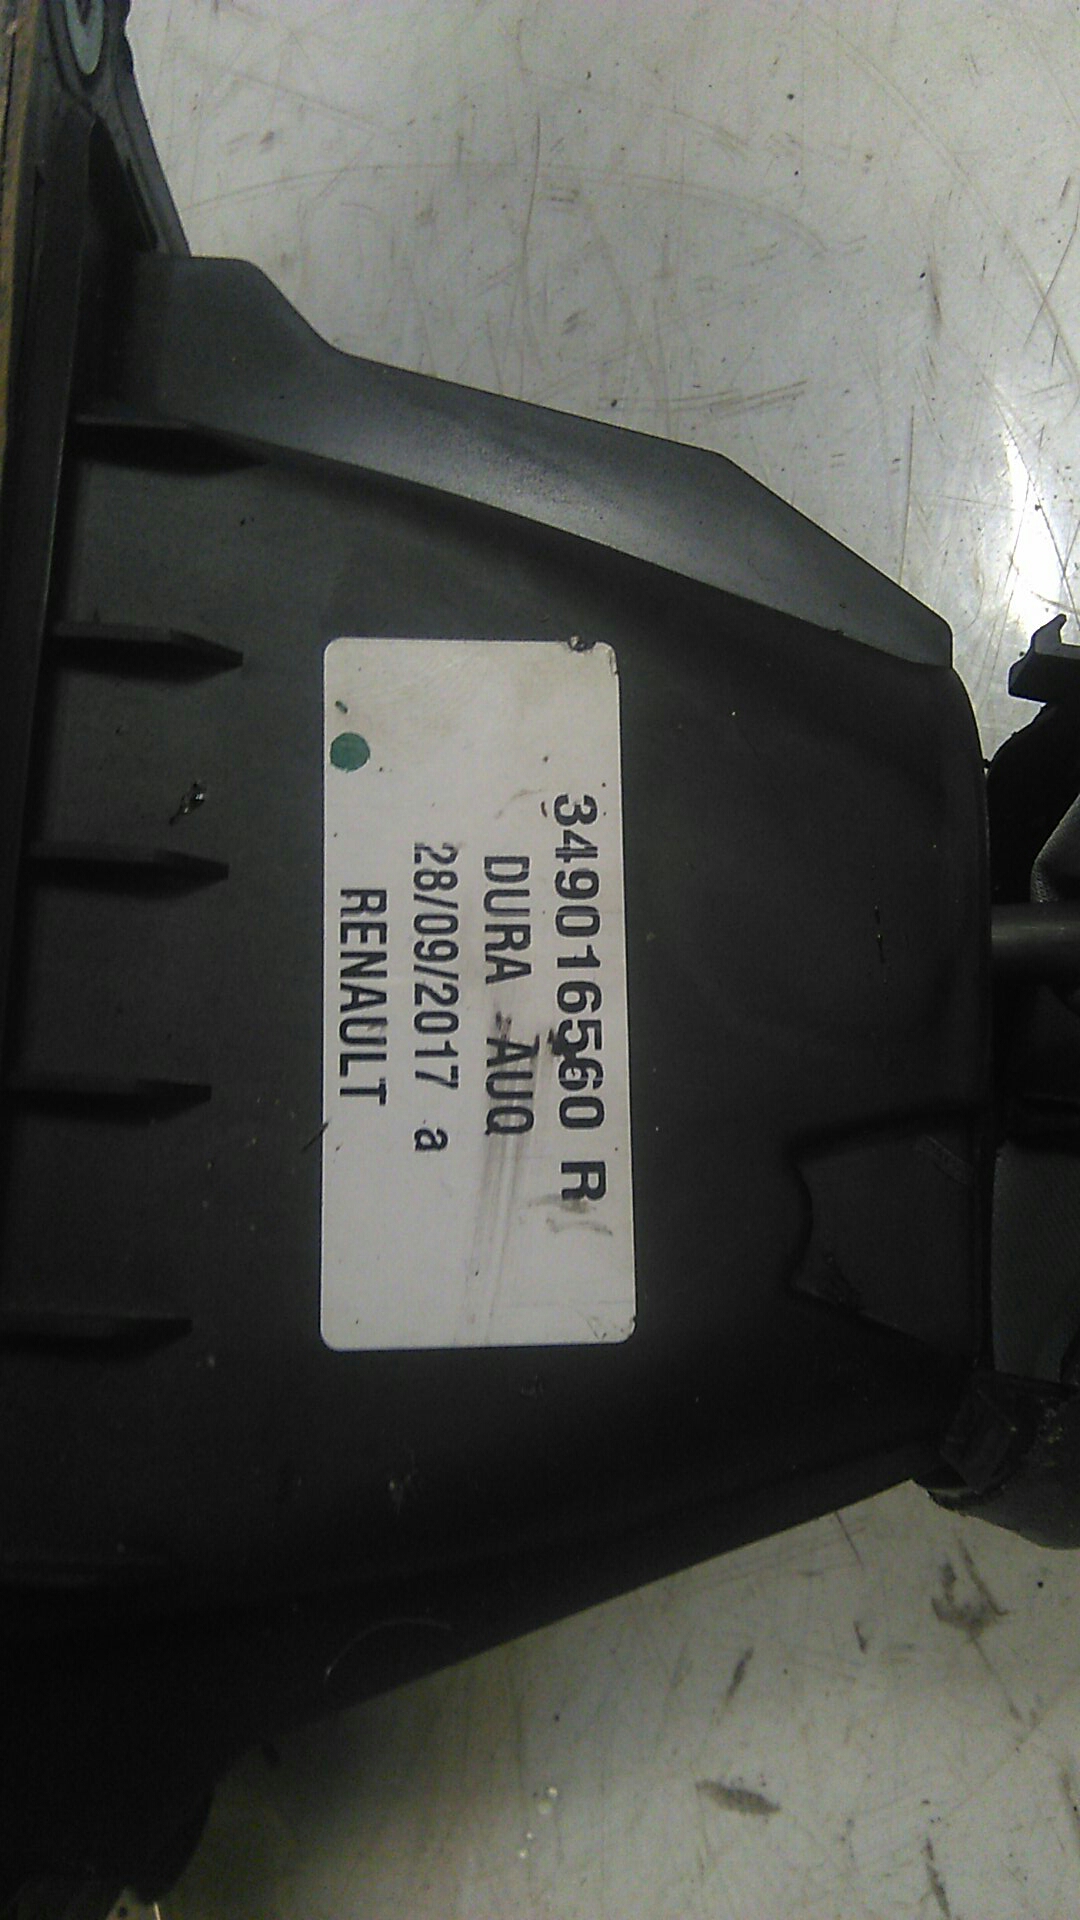 349016560 R
DURA - AUQ
28/09/2017 a
RENAULT